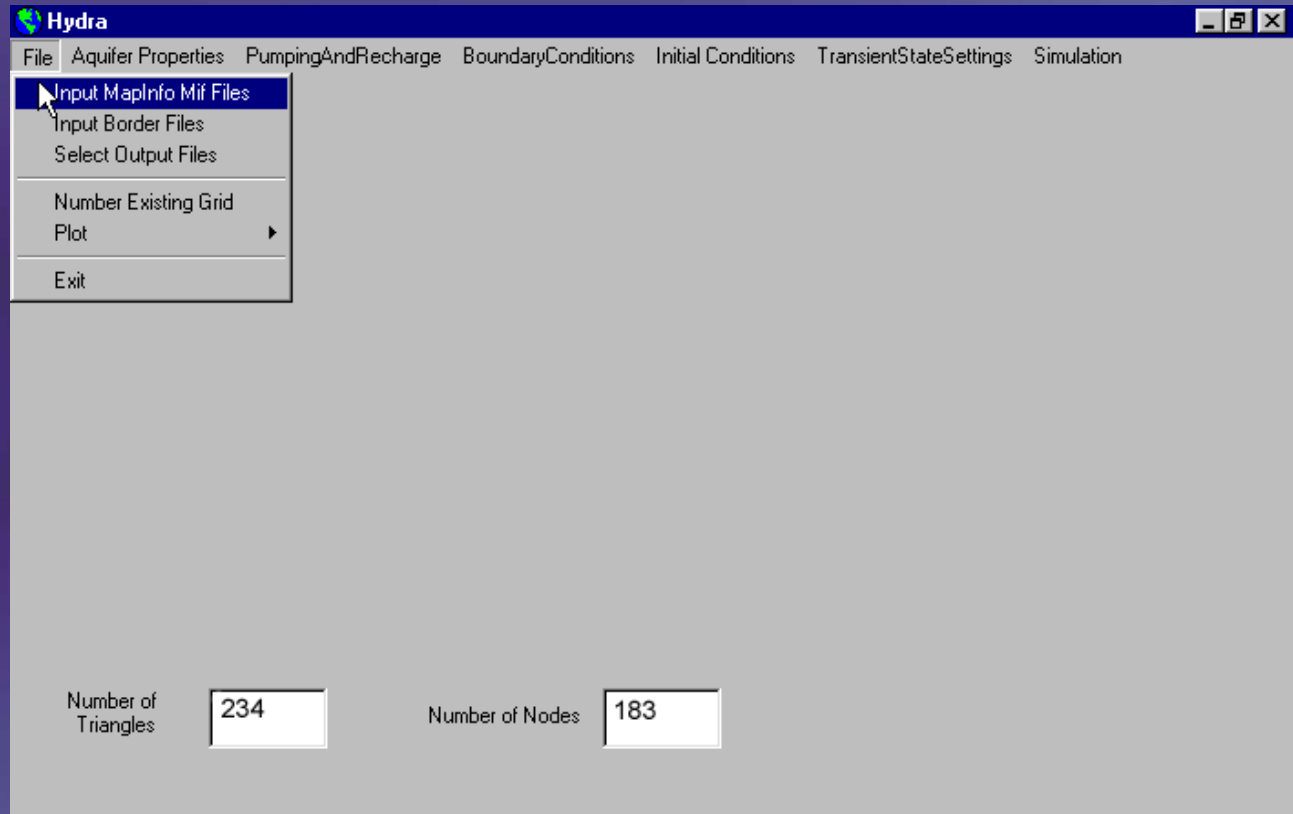 Hydra
File Aquifer Properties PumpingAndRecharge BoundaryConditions Initial Conditions TransientStateSettings Simulation
Input MapInfo Mif Files
Input Border Files
Select Output Files
Number Existing Grid
Plot
Exit
Number of
Triangles
234
Number of Nodes
183